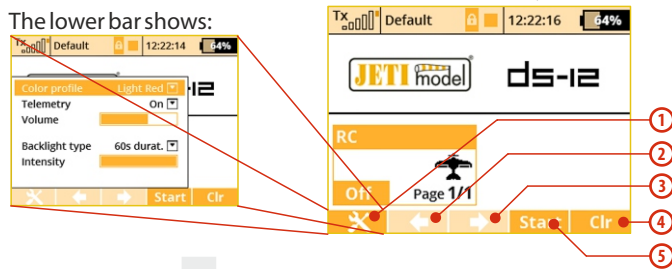 The lower bar shows:
Tx Default 12:22:14 64%
Color profile Light Red
Telemetry On
Volume
Backlight type 60s durat.
Intensity
Start Clr
Tx Default 12:22:16 64%
JETI model ds-12
RC
Off Page 1/1
Start Clr
1
2
3
4
5